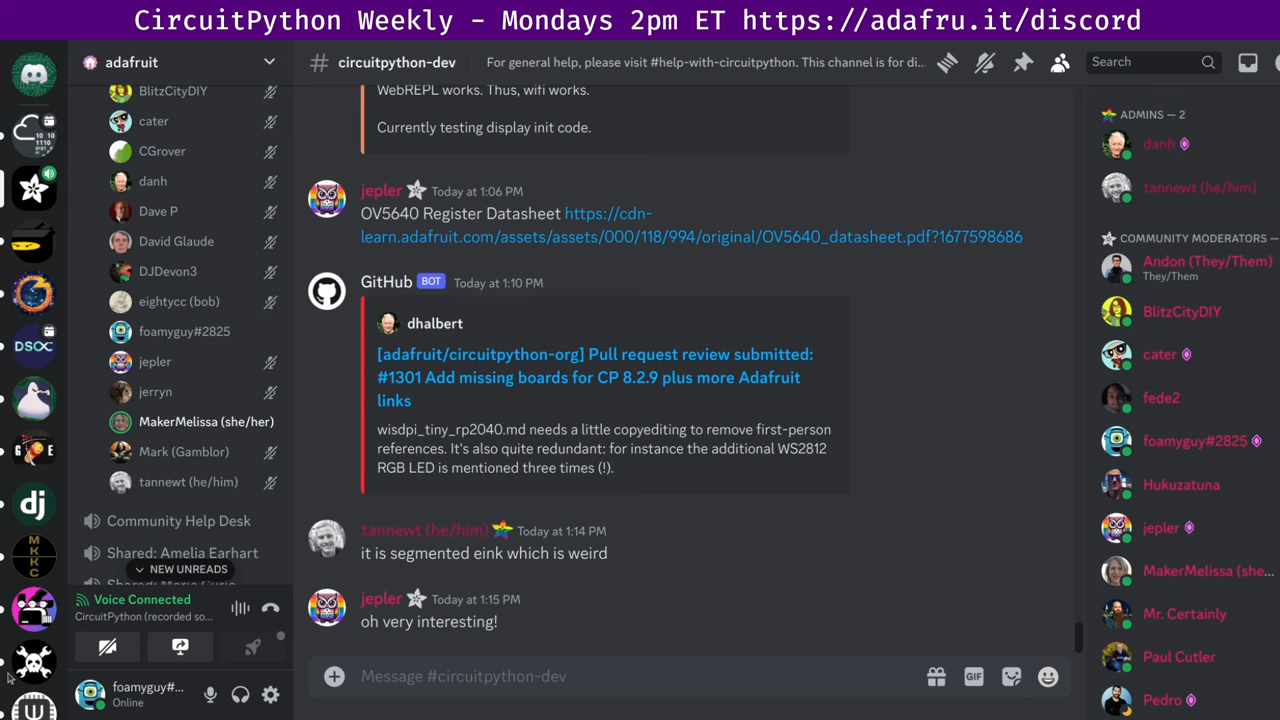 CircuitPython Weekly - Mondays 2pm ET https://adafru.it/discord
adafruit
BlitzCityDIY
cater
CGrover
danh
Dave P
David Glaude
DJDevon3
eightycc (bob)
foamyguy#2825
jepler
jerryn
MakerMelissa (she/her)
Mark (Gamblor)
tannewt (he/him)
Community Help Desk
Shared: Amelia Earhart
NEW UNREADS
Voice Connected
CircuitPython (recorded so...
foamyguy#...
Online
# circuitpython-dev
For general help, please visit #help-with-circuitpython. This channel is for di...
Search
WebREPL works. Thus, wifi works.
Currently testing display init code.
jepler Today at 1:06 PM
OV5640 Register Datasheet https://cdn-
learn.adafruit.com/assets/assets/000/118/994/original/OV5640_datasheet.pdf?1677598686
GitHub BOT Today at 1:10 PM
dhalbert
[adafruit/circuitpython-org] Pull request review submitted:
#1301 Add missing boards for CP 8.2.9 plus more Adafruit
links
wisdpi_tiny_rp2040.md needs a little copyediting to remove first-person
references. It's also quite redundant: for instance the additional WS2812
RGB LED is mentioned three times (!).
tannewt (he/him) Today at 1:14 PM
it is segmented eink which is weird
jepler Today at 1:15 PM
oh very interesting!
Message #circuitpython-dev
GIF
ADMINS — 2
danh
tannewt (he/him)
COMMUNITY MODERATORS —
Andon (They/Them)
They/Them
BlitzCityDIY
cater
fede2
foamyguy#2825
Hukuzatuna
jepler
MakerMelissa (she...
Mr. Certainly
Paul Cutler
Pedro